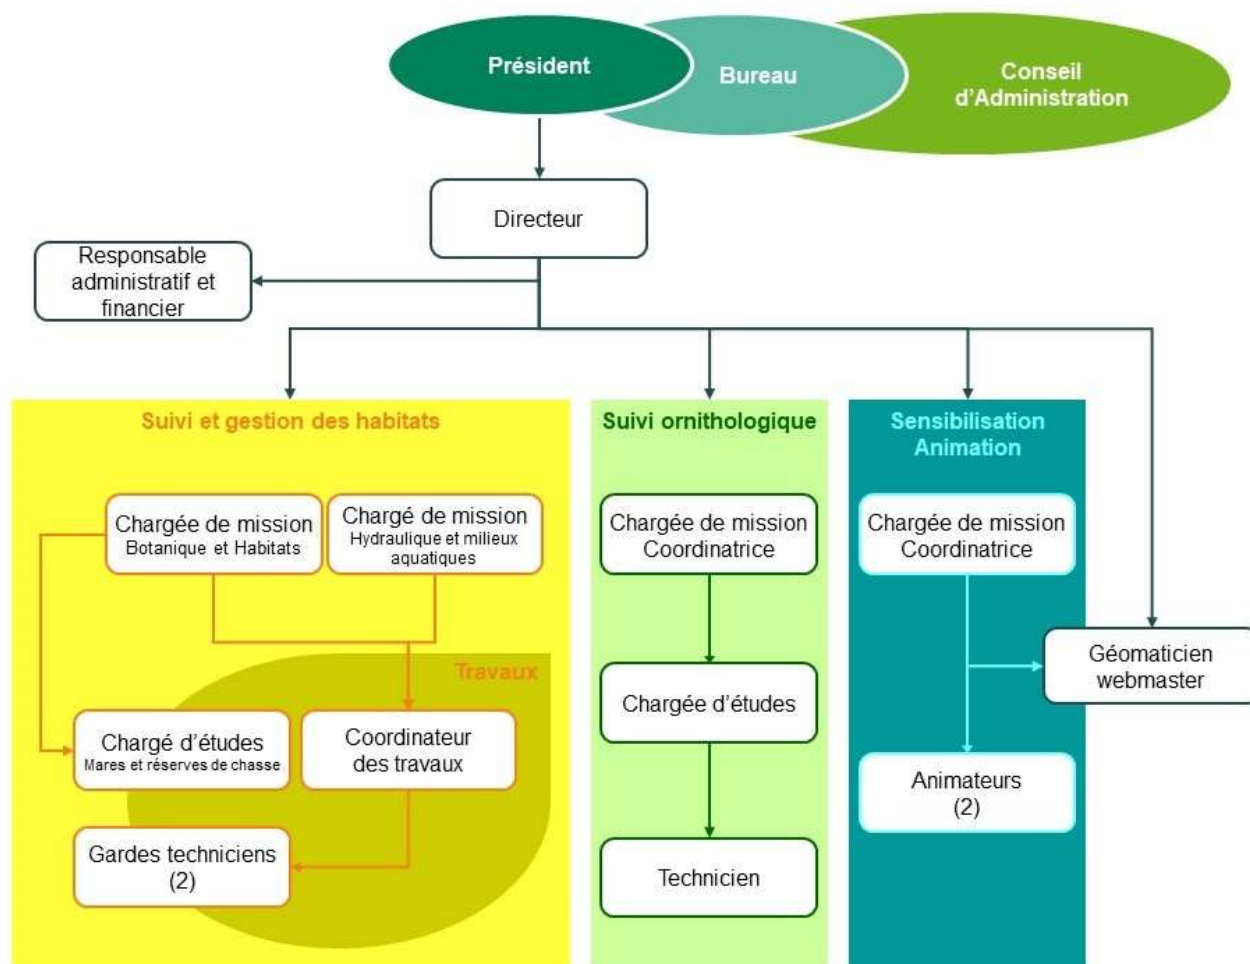 Président
Bureau
Conseil
d'Administration
Directeur
Responsable
administratif et
financier
Suivi et gestion des habitats
Suivi ornithologique
Sensibilisation
Animation
Chargée de mission
Botanique et Habitats
Chargé de mission
Hydraulique et milieux
aquatiques
Chargée de mission
Coordinatrice
Chargée de mission
Coordinatrice
Géomaticien
webmaster
Travaux
Chargé d'études
Mares et réserves de chasse
Coordinateur
des travaux
Chargée d'études
Animateurs
(2)
Gardes techniciens
(2)
Technicien